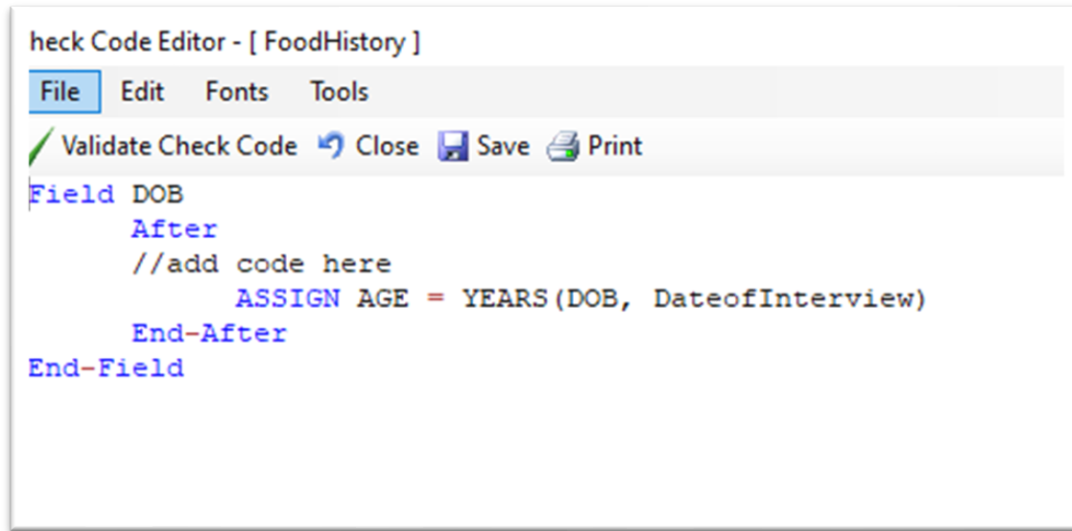 heck Code Editor - [ FoodHistory ]
File Edit Fonts Tools
Validate Check Code Close Save Print
Field DOB
After
//add code here
ASSIGN AGE = YEARS(DOB, DateofInterview)
End-After
End-Field